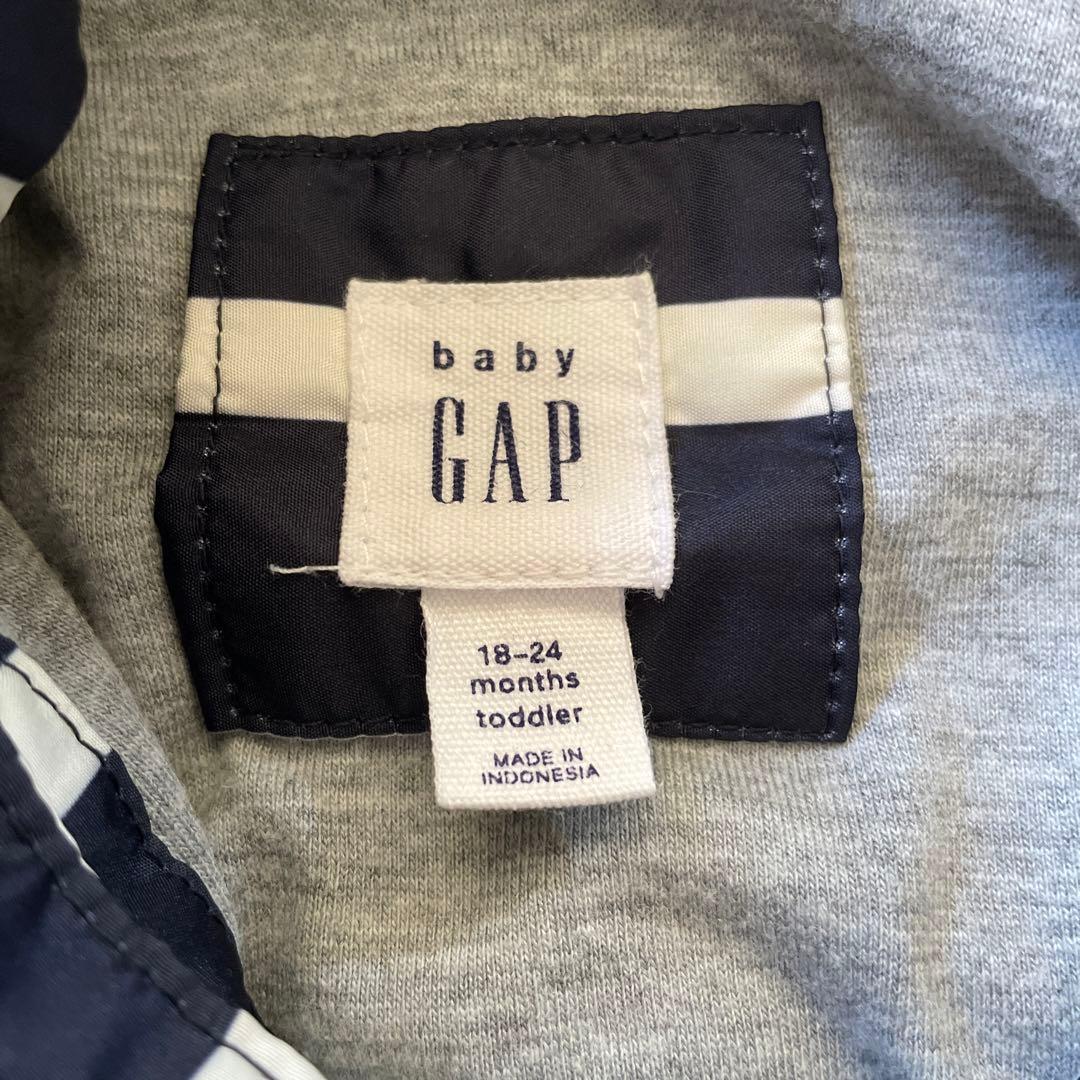 baby
GAP
18-24
months
toddler
MADE IN
INDONESIA